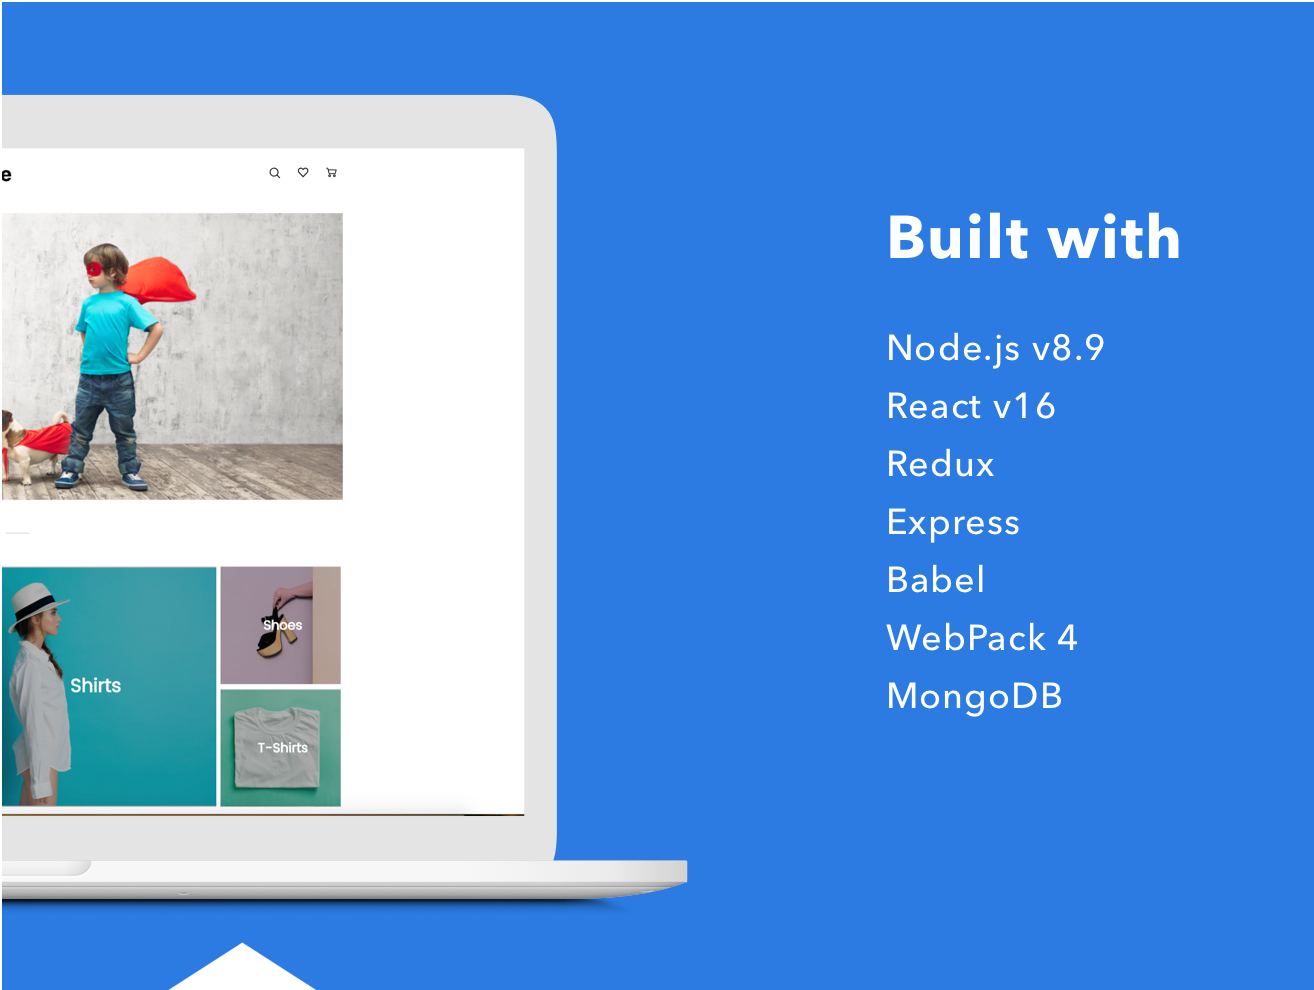 e
Shirts
Shoes
T-Shirts
Built with
Node.js v8.9
React v16
Redux
Express
Babel
WebPack 4
MongoDB